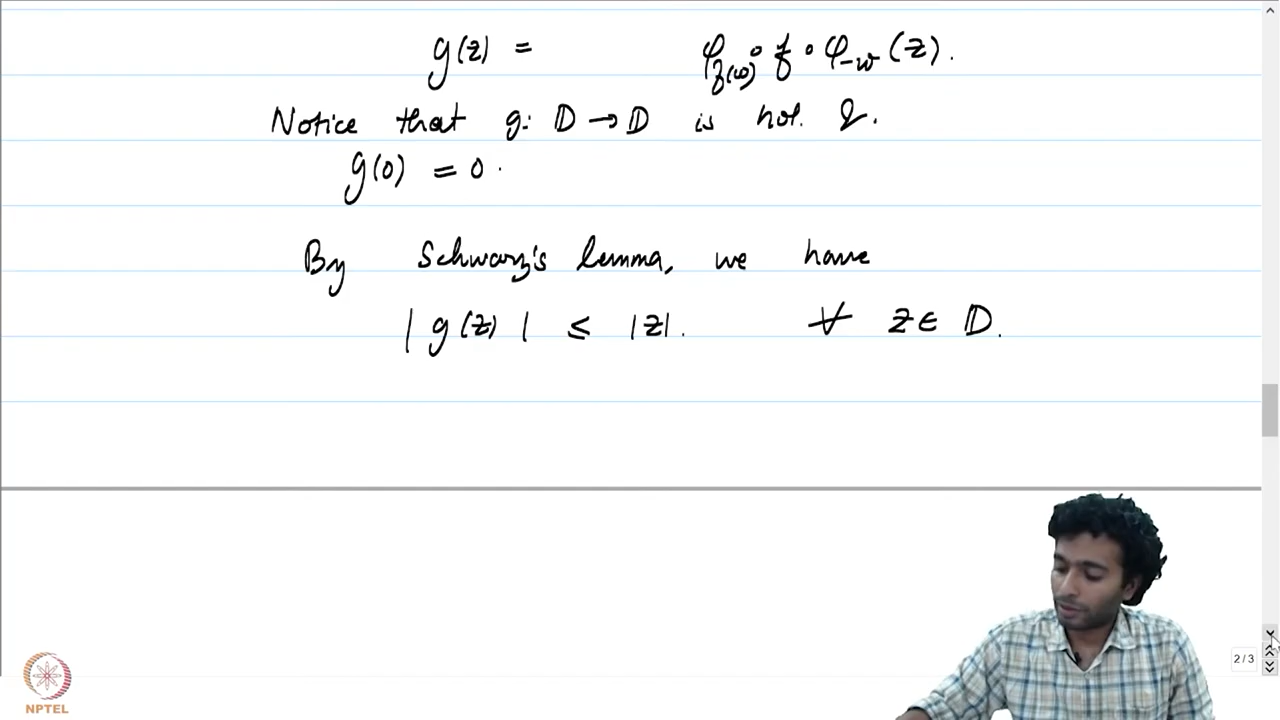 g(z) = φ_{f(w)} ∘ f ∘ φ_{-w}(z).
Notice that g: 𝔻 → 𝔻 is hol. &.
g(0) = 0.
By Schwarz's lemma, we have
|g(z)| ≤ |z|. ∀ z ∈ 𝔻.
2 / 3
NPTEL